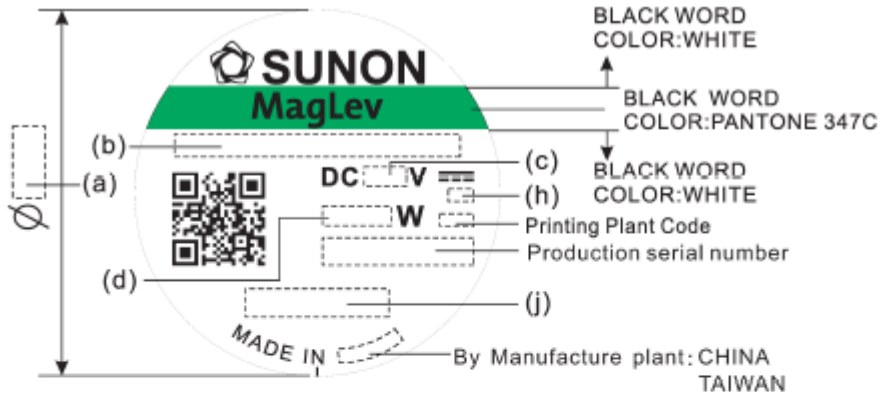 BLACK WORD
COLOR:WHITE
SUNON
MagLev
BLACK WORD
COLOR:PANTONE 347C
(b)
(a)
Ø
DC V
(c)
BLACK WORD
COLOR:WHITE
(h)
W
Printing Plant Code
Production serial number
(d)
(j)
MADE IN
By Manufacture plant: CHINA
TAIWAN